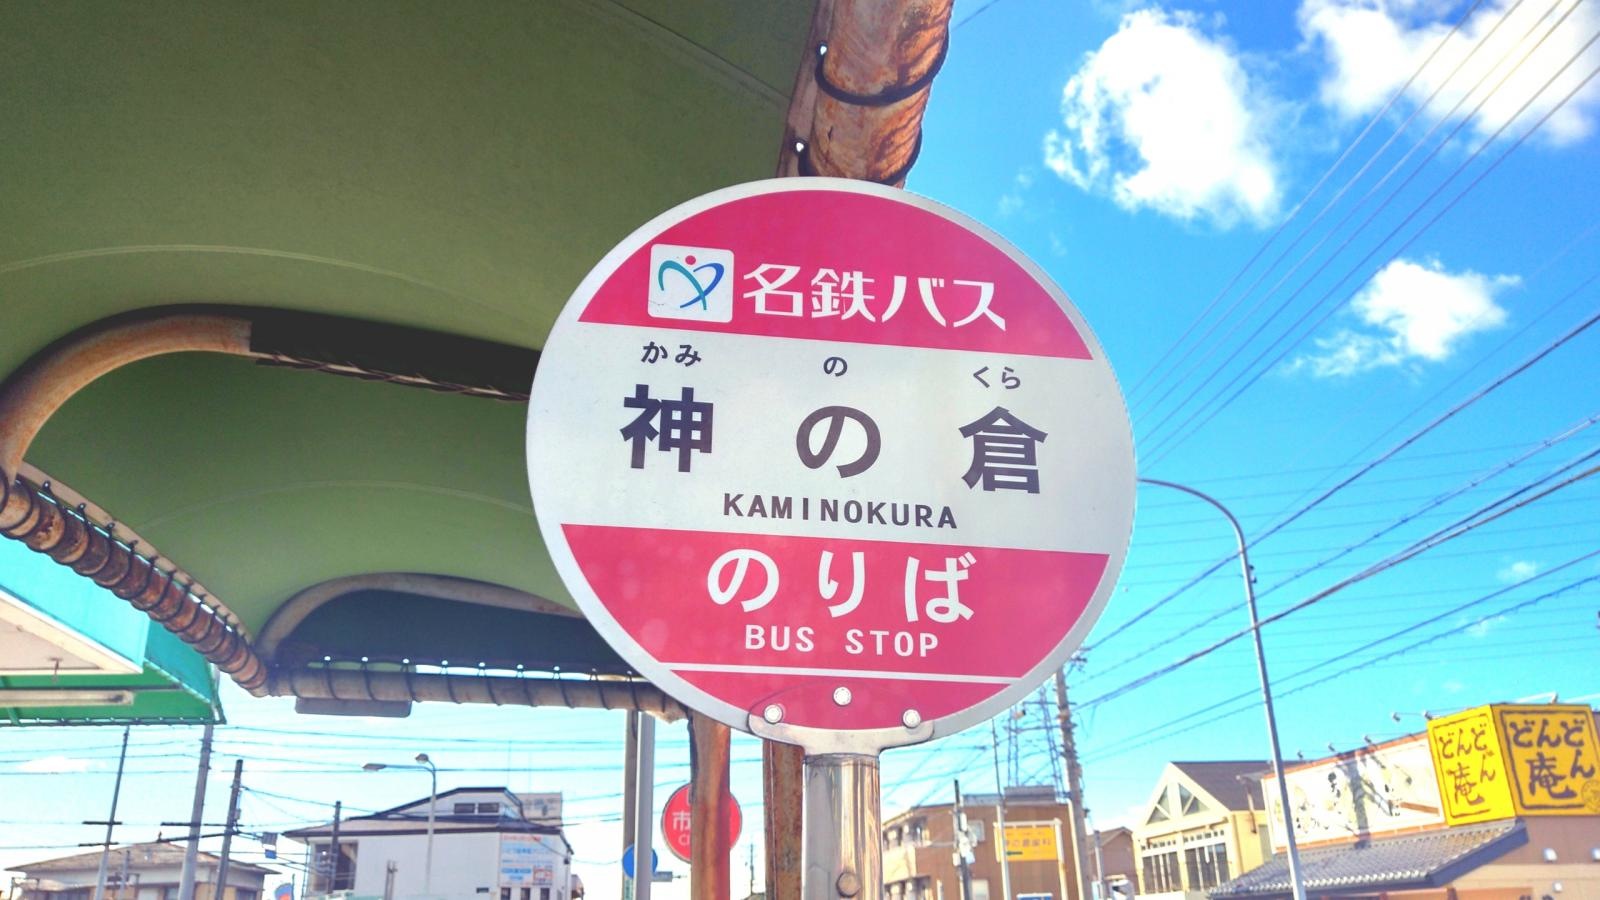 名鉄バス
かみ の くら
神の倉
KAMINOKURA
のりば
BUS STOP
市
どんどん庵
どんどん庵